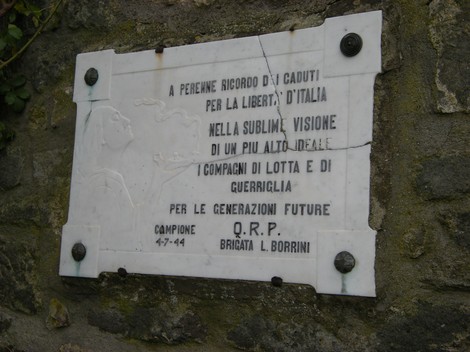 A PERENNE RICORDO DEI CADUTI
PER LA LIBERTA' D'ITALIA
NELLA SUBLIME VISIONE
DI UN PIU ALTO IDEALE
I COMPAGNI DI LOTTA E DI
GUERRIGLIA
PER LE GENERAZIONI FUTURE
CAMPIONE Q.R.P.
4-7-44 BRIGATA L. BORRINI